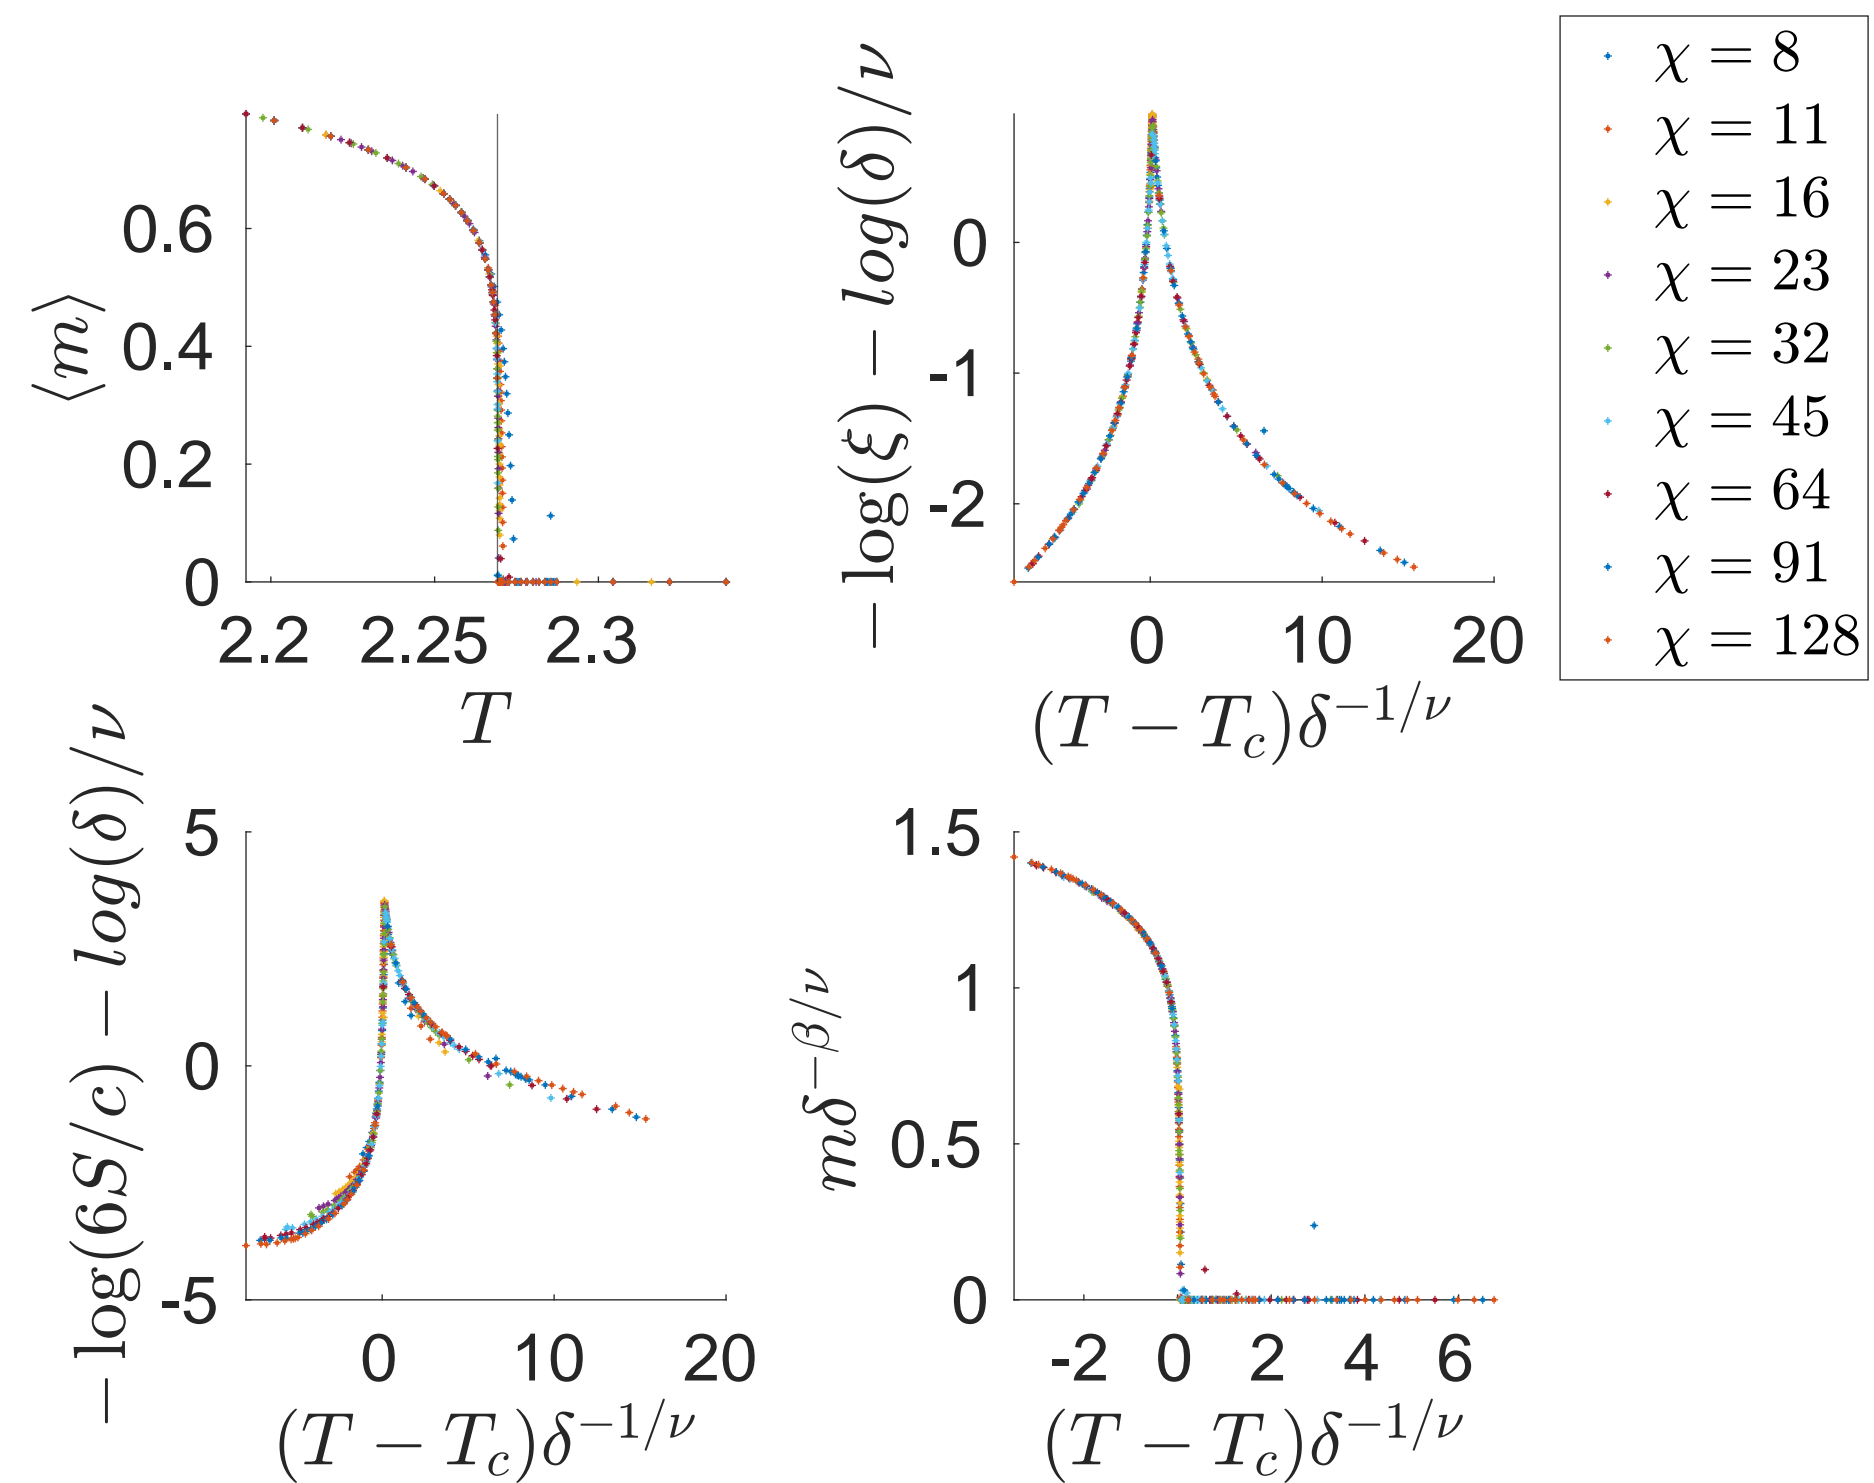 ⟨m⟩
0.6
0.4
0.2
0
2.2 2.25 2.3
T
− log(ξ) − log(δ)/ν
0
-1
-2
0 10 20
(T − T_c)δ^{−1/ν}
χ = 8
χ = 11
χ = 16
χ = 23
χ = 32
χ = 45
χ = 64
χ = 91
χ = 128
− log(6S/c) − log(δ)/ν
5
0
-5
0 10 20
(T − T_c)δ^{−1/ν}
mδ^{−β/ν}
1.5
1
0.5
0
-2 0 2 4 6
(T − T_c)δ^{−1/ν}